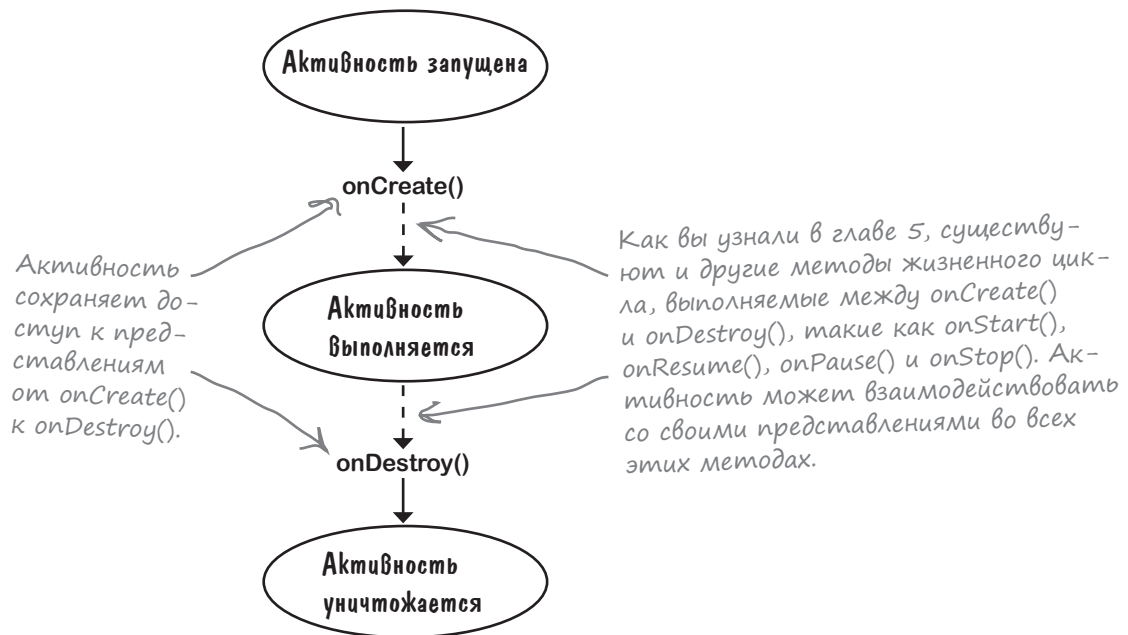 Активность запущена
onCreate()
Активность
сохраняет до-
ступ к пред-
ставлениям
от onCreate()
к onDestroy().
Как вы узнали в главе 5, существу-
ют и другие методы жизненного цик-
ла, выполняемые между onCreate()
и onDestroy(), такие как onStart(),
onResume(), onPause() и onStop(). Ак-
тивность может взаимодействовать
со своими представлениями во всех
этих методах.
Активность
выполняется
onDestroy()
Активность
уничтожается